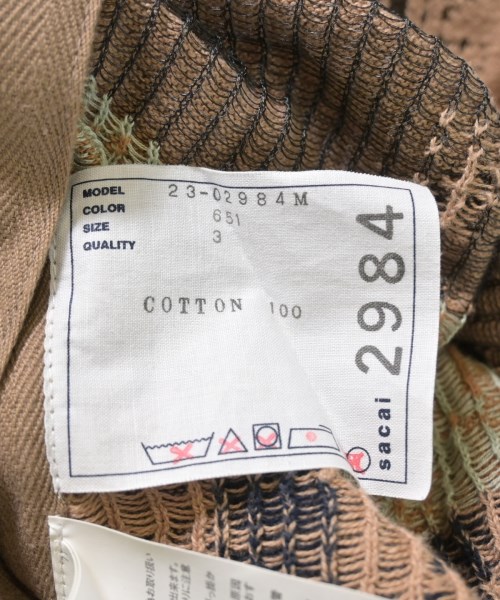 MODEL 23-02984M
COLOR 651
SIZE 3
QUALITY
COTTON 100
sacai 2984